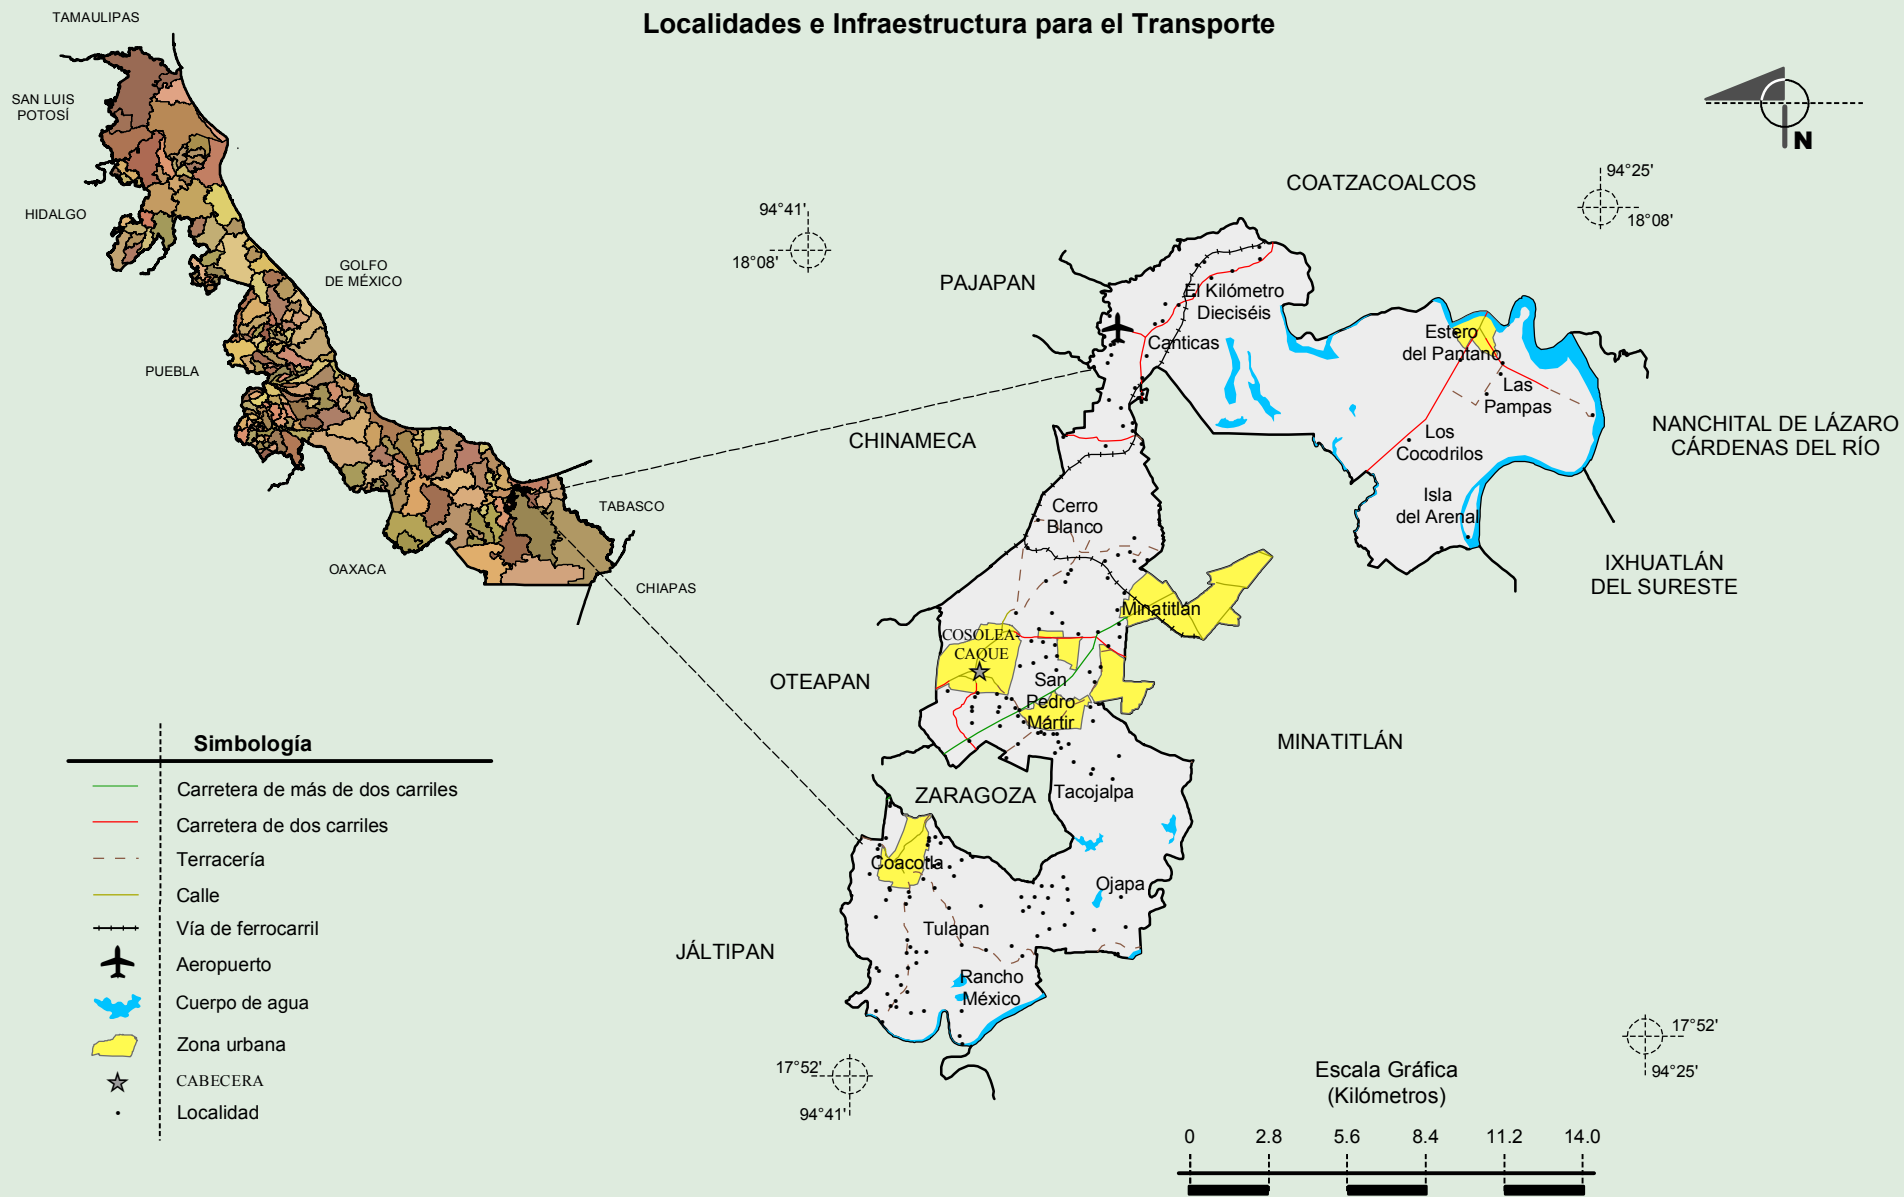 Localidades e Infraestructura para el Transporte
TAMAULIPAS
SAN LUIS
POTOSÍ
HIDALGO
GOLFO
DE MÉXICO
PUEBLA
TABASCO
OAXACA
CHIAPAS
N
94°41'
18°08'
94°25'
18°08'
COATZACOALCOS
PAJAPAN
El Kilómetro
Dieciséis
Canticas
Estero
del Pantano
Las
Pampas
CHINAMECA
NANCHITAL DE LÁZARO
CÁRDENAS DEL RÍO
Los
Cocodrilos
Isla
del Arenal
Cerro
Blanco
IXHUATLÁN
DEL SURESTE
Minatitlán
COSOLEA-
CAQUE
OTEAPAN
San
Pedro
Mártir
MINATITLÁN
ZARAGOZA
Tacojalpa
Coacotla
Ojapa
Tulapan
JÁLTIPAN
Rancho
México
17°52'
94°41'
17°52'
94°25'
Simbología
Carretera de más de dos carriles
Carretera de dos carriles
Terracería
Calle
Vía de ferrocarril
Aeropuerto
Cuerpo de agua
Zona urbana
CABECERA
Localidad
Escala Gráfica
(Kilómetros)
0 2.8 5.6 8.4 11.2 14.0